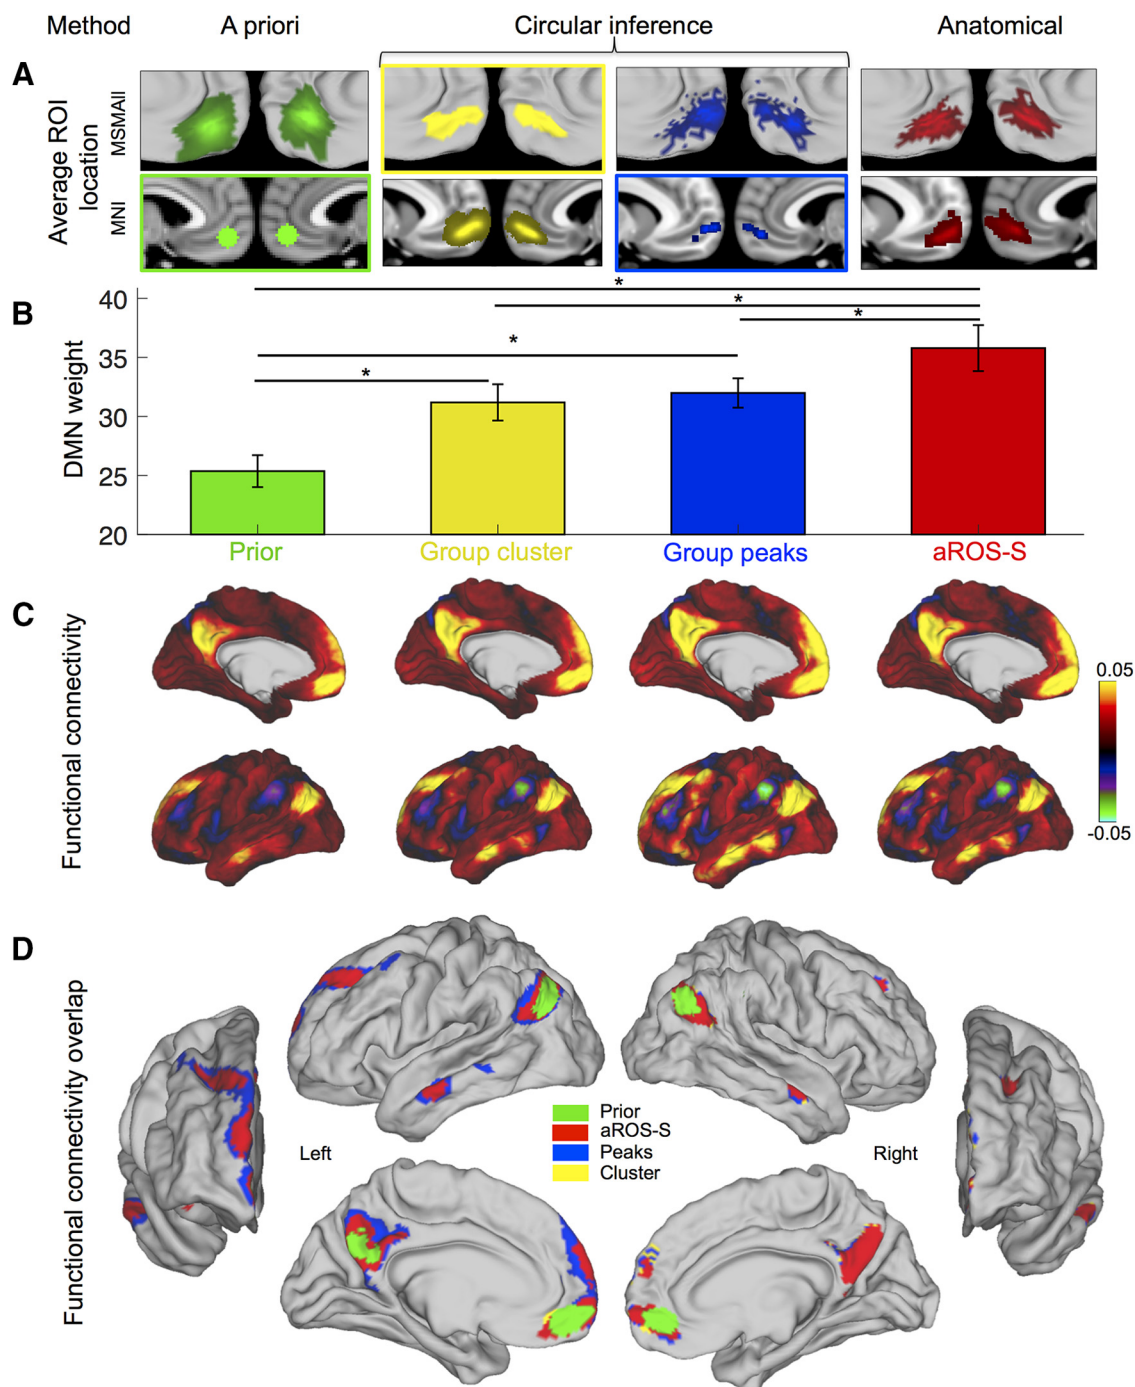 Method A priori Circular inference Anatomical
A
Average ROI
location
MSMAll
MNI
B
DMN weight
40
35
30
25
20
* * * * *
Prior Group cluster Group peaks aROS-S
C
Functional connectivity
0.05
-0.05
D
Functional connectivity overlap
Prior
aROS-S
Peaks
Cluster
Left Right